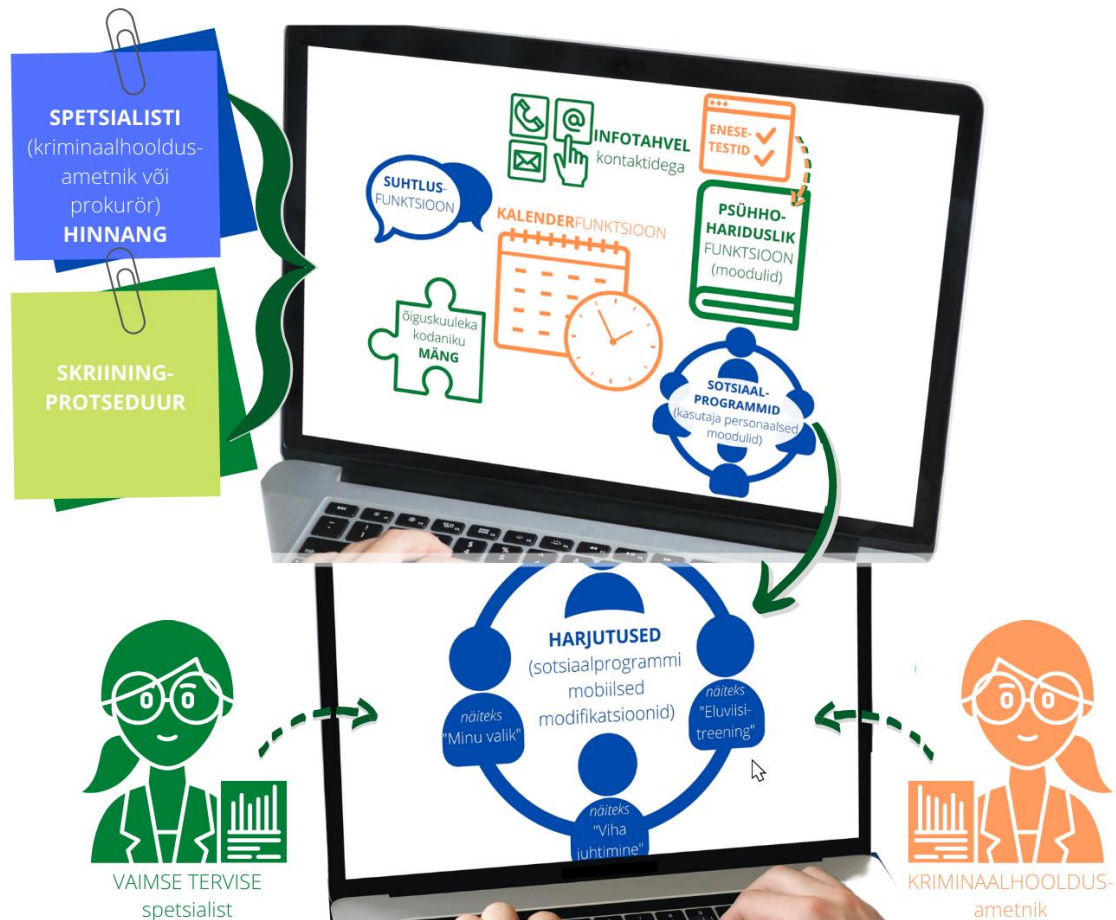 SPETSIALISTI
(kriminaalhooldus-
ametnik või
prokurör)
HINNANG
SKRIINING-
PROTSEDUUR
INFOTAHVEL
kontaktidega
ENESE-
TESTID
SUHTLUS-
FUNKTSIOON
KALENDERFUNKTSIOON
PSÜHHO-
HARIDUSLIK
FUNKTSIOON
(moodulid)
õiguskuuleka
kodaniku
MÄNG
SOTSIAAL-
PROGRAMMID
(kasutaja personaalsed
moodulid)
HARJUTUSED
(sotsiaalprogrammi
mobiilsed
modifikatsioonid)
näiteks
"Minu valik"
näiteks
"Eluviisi-
treening"
näiteks
"Viha
juhtimine"
VAIMSE TERVISE
spetsialist
KRIMINAALHOOLDUS-
ametnik